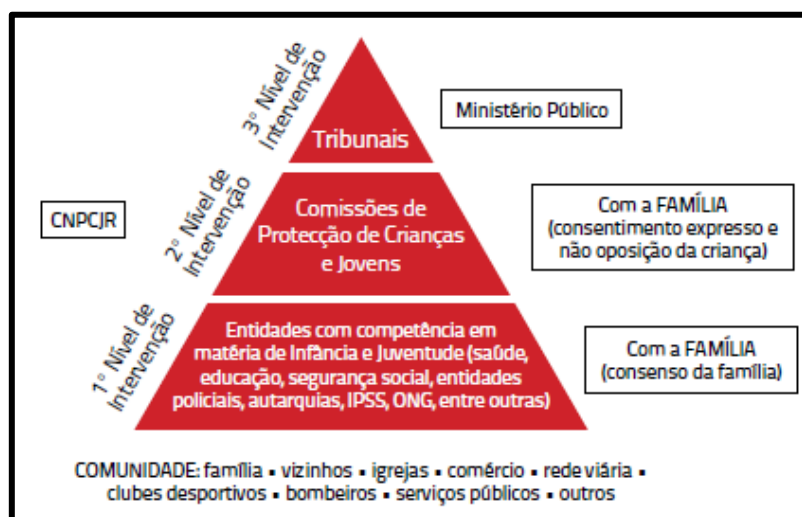 3º Nível de
Intervenção
Tribunais
Ministério Público
CNPCJR
2º Nível de
Intervenção
Comissões de
Protecção de Crianças
e Jovens
Com a FAMÍLIA
(consentimento expresso e
não oposição da criança)
1º Nível de
Intervenção
Entidades com competência em
matéria de Infância e Juventude (saúde,
educação, segurança social, entidades
policiais, autarquias, IPSS, ONG, entre outras)
Com a FAMÍLIA
(consenso da família)
COMUNIDADE: família ▪ vizinhos ▪ igrejas ▪ comércio ▪ rede viária ▪
clubes desportivos ▪ bombeiros ▪ serviços públicos ▪ outros